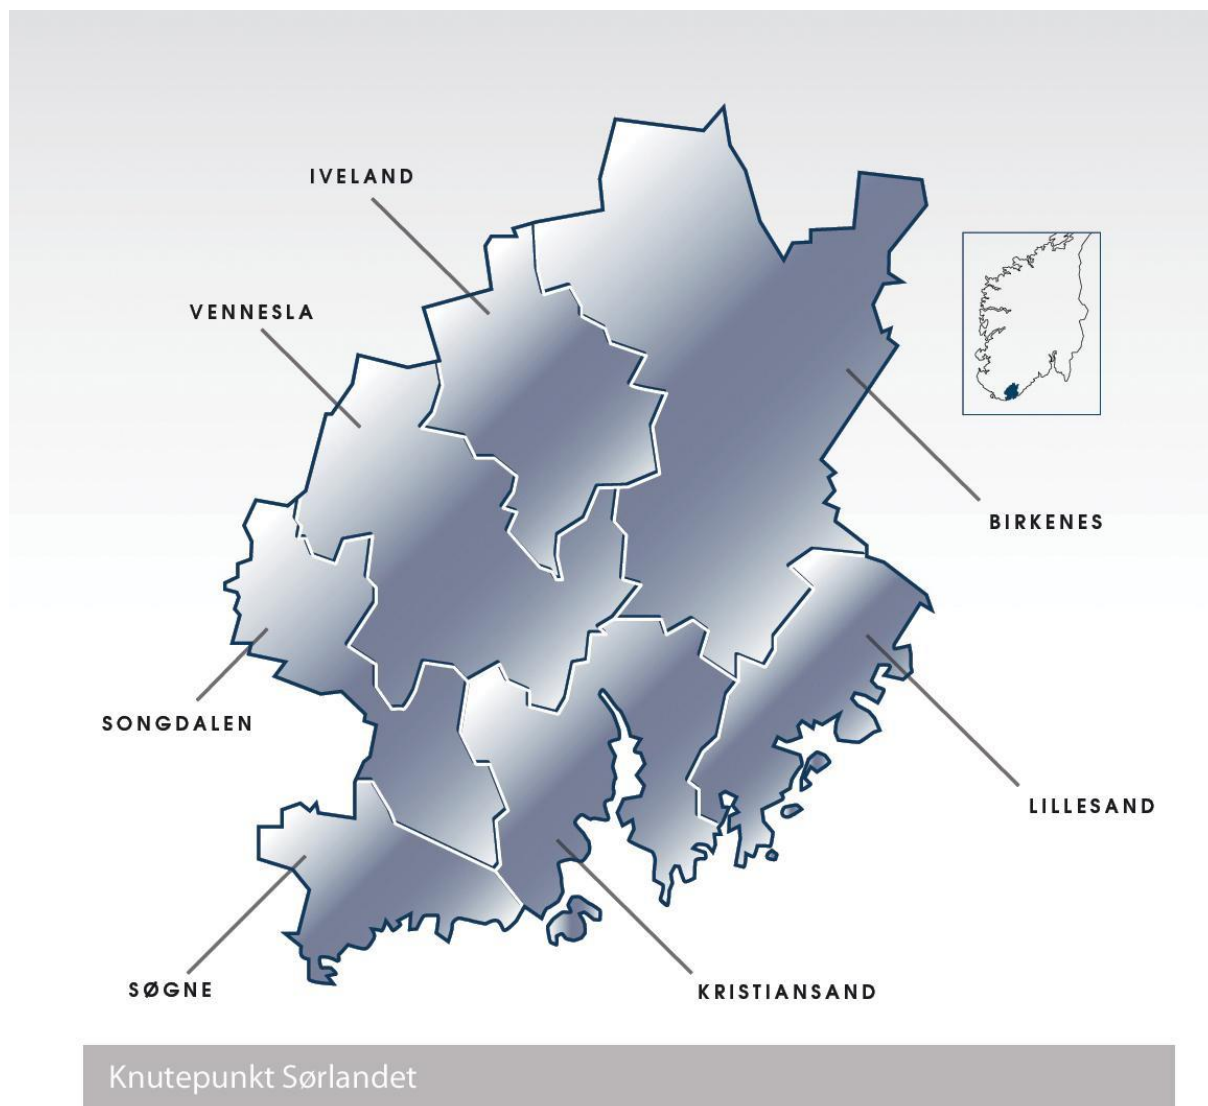 IVELAND
VENNESLA
BIRKENES
SONGDALEN
LILLESAND
SØGNE
KRISTIANSAND
Knutepunkt Sørlandet